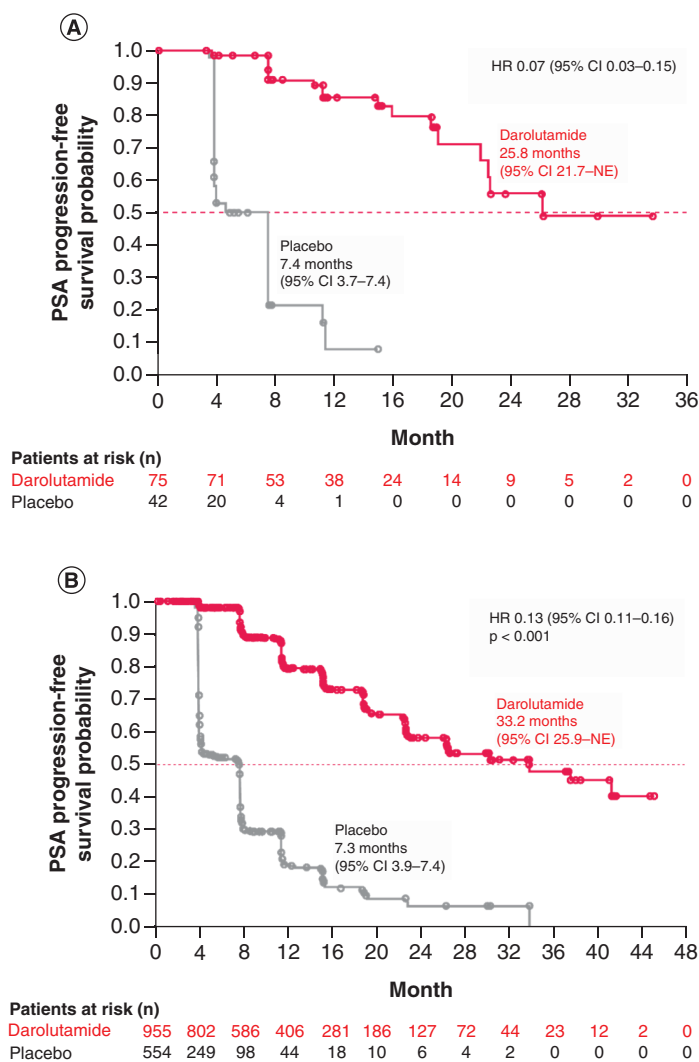 A
PSA progression-free
survival probability
1.0
0.9
0.8
0.7
0.6
0.5
0.4
0.3
0.2
0.1
0.0
HR 0.07 (95% CI 0.03–0.15)
Darolutamide
25.8 months
(95% CI 21.7–NE)
Placebo
7.4 months
(95% CI 3.7–7.4)
0 4 8 12 16 20 24 28 32 36
Month
Patients at risk (n)
Darolutamide 75 71 53 38 24 14 9 5 2 0
Placebo 42 20 4 1 0 0 0 0 0 0
B
PSA progression-free
survival probability
1.0
0.9
0.8
0.7
0.6
0.5
0.4
0.3
0.2
0.1
0.0
HR 0.13 (95% CI 0.11–0.16)
p < 0.001
Darolutamide
33.2 months
(95% CI 25.9–NE)
Placebo
7.3 months
(95% CI 3.9–7.4)
0 4 8 12 16 20 24 28 32 36 40 44 48
Month
Patients at risk (n)
Darolutamide 955 802 586 406 281 186 127 72 44 23 12 2 0
Placebo 554 249 98 44 18 10 6 4 2 0 0 0 0